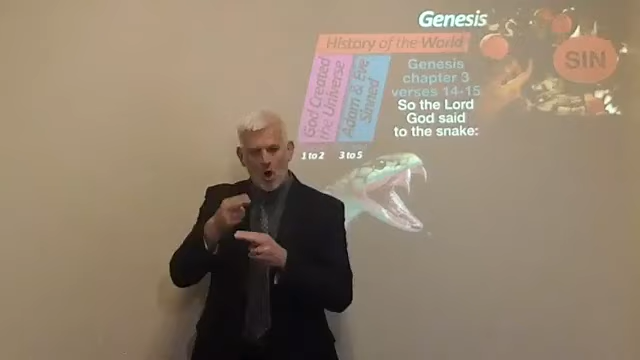 Genesis
History of the World
God Created
the Universe
Adam & Eve
Sinned
1 to 2
3 to 5
Genesis
chapter 3
verses 14-15
So the Lord
God said
to the snake:
SIN